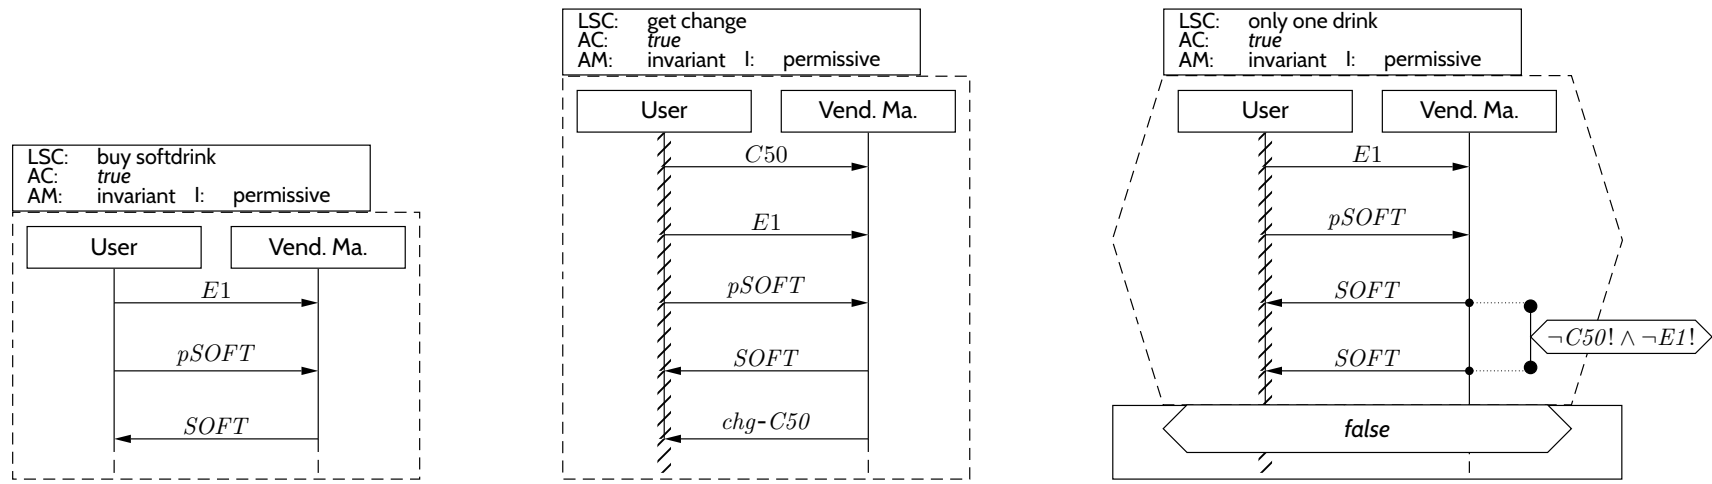 LSC: buy softdrink
AC: true
AM: invariant I: permissive
User
Vend. Ma.
E1
pSOFT
SOFT
LSC: get change
AC: true
AM: invariant I: permissive
User
Vend. Ma.
C50
E1
pSOFT
SOFT
chg-C50
LSC: only one drink
AC: true
AM: invariant I: permissive
User
Vend. Ma.
E1
pSOFT
SOFT
¬C50! ∧ ¬E1!
SOFT
false